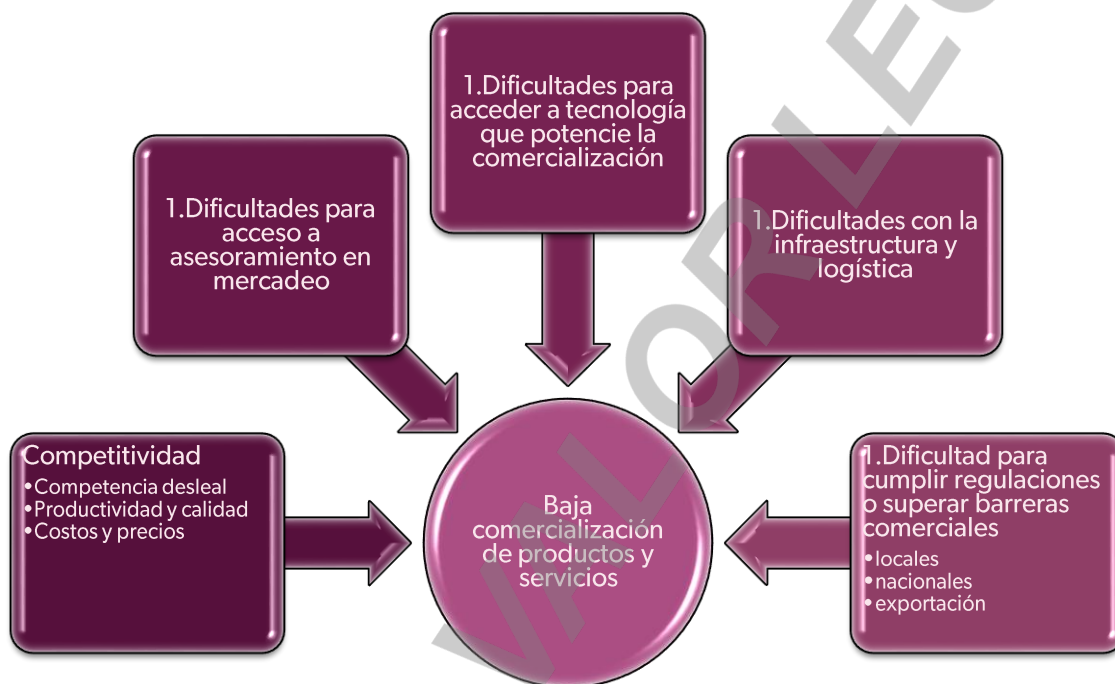 1.Dificultades para
acceder a tecnología
que potencie la
comercialización
1.Dificultades para
acceso a
asesoramiento en
mercadeo
1.Dificultades con la
infraestructura y
logística
Competitividad
•Competencia desleal
•Productividad y calidad
•Costos y precios
Baja
comercialización
de productos y
servicios
1.Dificultad para
cumplir regulaciones
o superar barreras
comerciales
•locales
•nacionales
•exportación
VALOR LEG